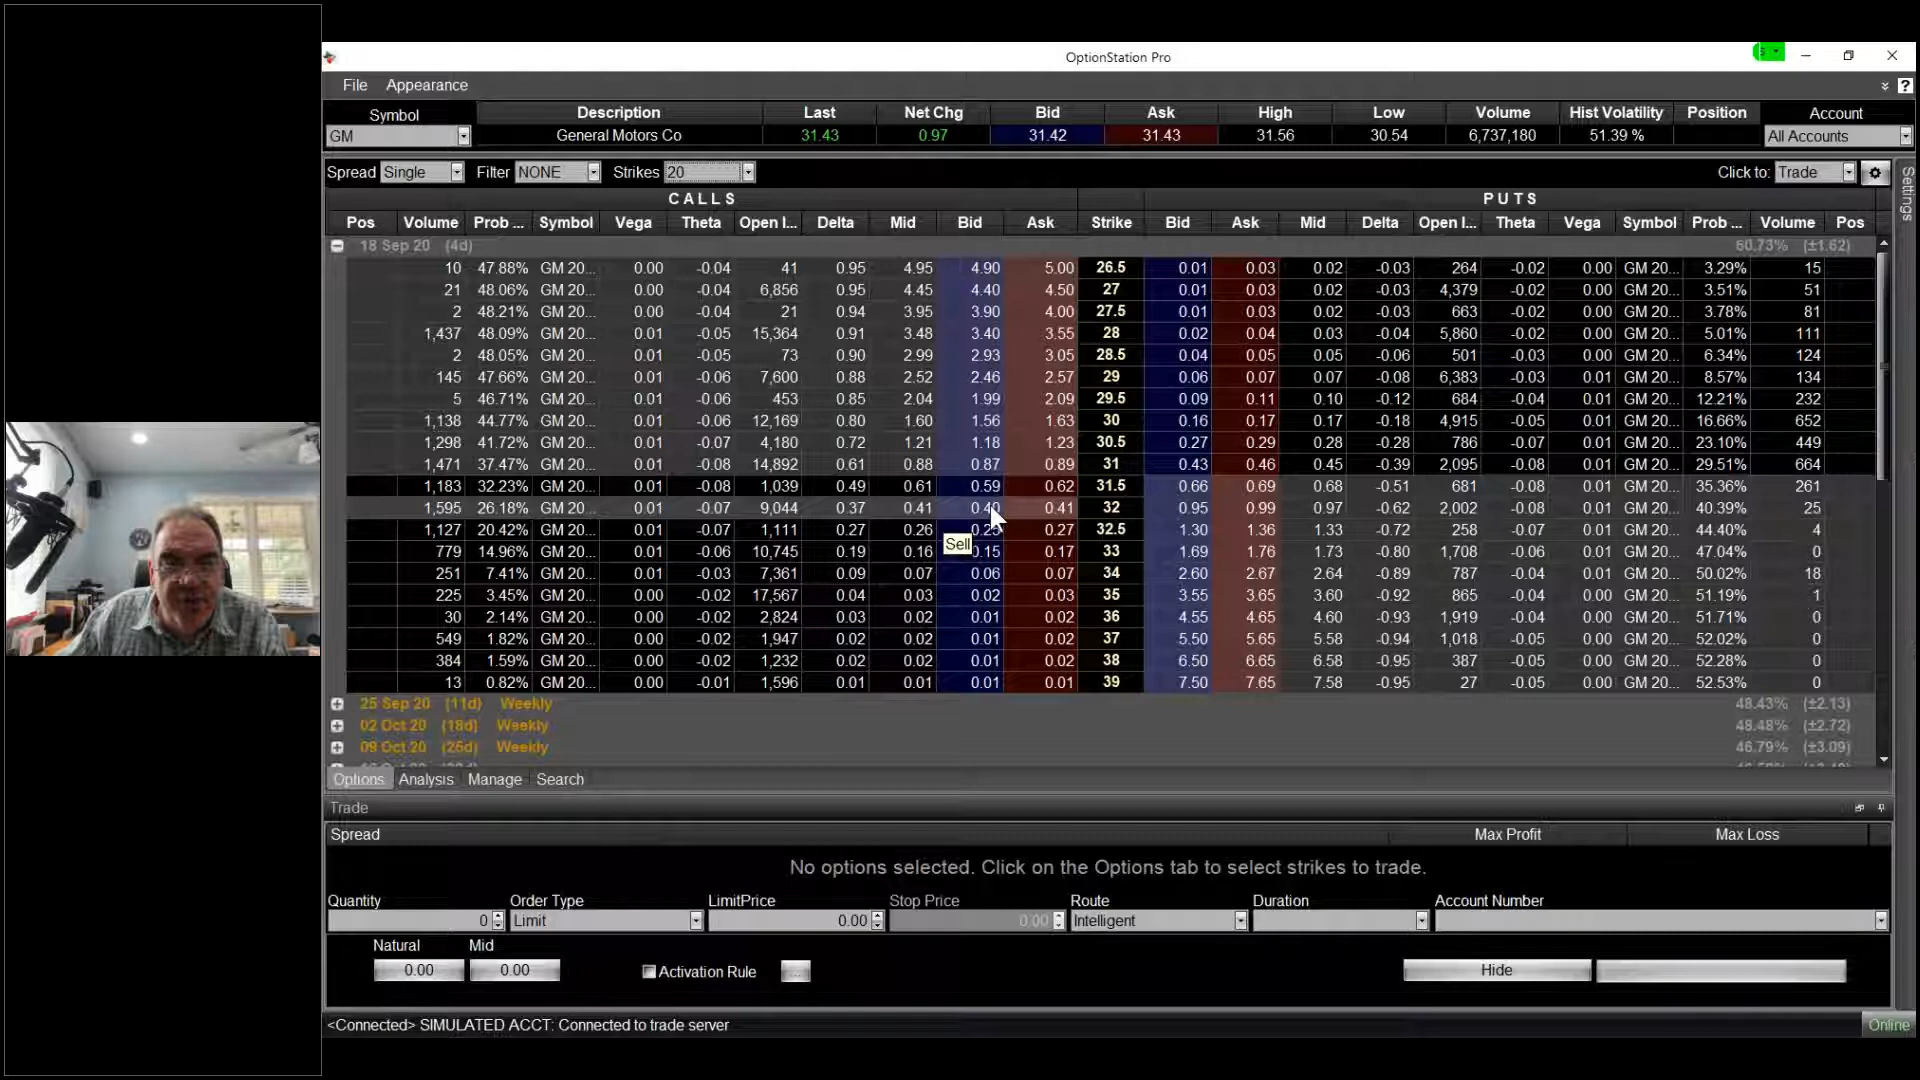 OptionStation Pro
File Appearance
Symbol Description Last Net Chg Bid Ask High Low Volume Hist Volatility Position Account
GM General Motors Co 31.43 0.97 31.42 31.43 31.56 30.54 6,737,180 51.39 % All Accounts
Spread Single Filter NONE Strikes 20 Click to: Trade
Settings
CALLS PUTS
Pos Volume Prob ... Symbol Vega Theta Open I... Delta Mid Bid Ask Strike Bid Ask Mid Delta Open I... Theta Vega Symbol Prob ... Volume Pos
18 Sep 20 (4d) 60.73% (±1.62)
10 47.88% GM 20... 0.00 -0.04 41 0.95 4.95 4.90 5.00 26.5 0.01 0.03 0.02 -0.03 264 -0.02 0.00 GM 20... 3.29% 15
21 48.06% GM 20... 0.00 -0.04 6,856 0.95 4.45 4.40 4.50 27 0.01 0.03 0.02 -0.03 4,379 -0.02 0.00 GM 20... 3.51% 51
2 48.21% GM 20... 0.00 -0.04 21 0.94 3.95 3.90 4.00 27.5 0.01 0.03 0.02 -0.03 663 -0.02 0.00 GM 20... 3.78% 81
1,437 48.09% GM 20... 0.01 -0.05 15,364 0.91 3.48 3.40 3.55 28 0.02 0.04 0.03 -0.04 5,860 -0.02 0.00 GM 20... 5.01% 111
2 48.05% GM 20... 0.01 -0.05 73 0.90 2.99 2.93 3.05 28.5 0.04 0.05 0.05 -0.06 501 -0.03 0.00 GM 20... 6.34% 124
145 47.66% GM 20... 0.01 -0.06 7,600 0.88 2.52 2.46 2.57 29 0.06 0.07 0.07 -0.08 6,383 -0.03 0.01 GM 20... 8.57% 134
5 46.71% GM 20... 0.01 -0.06 453 0.85 2.04 1.99 2.09 29.5 0.09 0.11 0.10 -0.12 684 -0.04 0.01 GM 20... 12.21% 232
1,138 44.77% GM 20... 0.01 -0.06 12,169 0.80 1.60 1.56 1.63 30 0.16 0.17 0.17 -0.18 4,915 -0.05 0.01 GM 20... 16.66% 652
1,298 41.72% GM 20... 0.01 -0.07 4,180 0.72 1.21 1.18 1.23 30.5 0.27 0.29 0.28 -0.28 786 -0.07 0.01 GM 20... 23.10% 449
1,471 37.47% GM 20... 0.01 -0.08 14,892 0.61 0.88 0.87 0.89 31 0.43 0.46 0.45 -0.39 2,095 -0.08 0.01 GM 20... 29.51% 664
1,183 32.23% GM 20... 0.01 -0.08 1,039 0.49 0.61 0.59 0.62 31.5 0.66 0.69 0.68 -0.51 681 -0.08 0.01 GM 20... 35.36% 261
1,595 26.18% GM 20... 0.01 -0.07 9,044 0.37 0.41 0.40 0.41 32 0.95 0.99 0.97 -0.62 2,002 -0.08 0.01 GM 20... 40.39% 25
1,127 20.42% GM 20... 0.01 -0.07 1,111 0.27 0.26 0.25 0.27 32.5 1.30 1.36 1.33 -0.72 258 -0.07 0.01 GM 20... 44.40% 4
Sell
779 14.96% GM 20... 0.01 -0.06 10,745 0.19 0.16 0.15 0.17 33 1.69 1.76 1.73 -0.80 1,708 -0.06 0.01 GM 20... 47.04% 0
251 7.41% GM 20... 0.01 -0.03 7,361 0.09 0.07 0.06 0.07 34 2.60 2.67 2.64 -0.89 787 -0.04 0.01 GM 20... 50.02% 18
225 3.45% GM 20... 0.00 -0.02 17,567 0.04 0.03 0.02 0.03 35 3.55 3.65 3.60 -0.92 865 -0.04 0.00 GM 20... 51.19% 1
30 2.14% GM 20... 0.00 -0.02 2,824 0.03 0.02 0.01 0.02 36 4.55 4.65 4.60 -0.93 1,919 -0.04 0.00 GM 20... 51.71% 0
549 1.82% GM 20... 0.00 -0.02 1,947 0.02 0.02 0.01 0.02 37 5.50 5.65 5.58 -0.94 1,018 -0.05 0.00 GM 20... 52.02% 0
384 1.59% GM 20... 0.00 -0.02 1,232 0.02 0.02 0.01 0.02 38 6.50 6.65 6.58 -0.95 387 -0.05 0.00 GM 20... 52.28% 0
13 0.82% GM 20... 0.00 -0.01 1,596 0.01 0.01 0.01 0.01 39 7.50 7.65 7.58 -0.95 27 -0.05 0.00 GM 20... 52.53% 0
25 Sep 20 (11d) Weekly 48.43% (±2.13)
02 Oct 20 (18d) Weekly 48.48% (±2.72)
09 Oct 20 (25d) Weekly 46.79% (±3.09)
Options Analysis Manage Search
Trade
Spread Max Profit Max Loss
No options selected. Click on the Options tab to select strikes to trade.
Quantity Order Type LimitPrice Stop Price Route Duration Account Number
0 Limit 0.00 0.00 Intelligent
Natural Mid
0.00 0.00 Activation Rule ... Hide
<Connected> SIMULATED ACCT: Connected to trade server Online